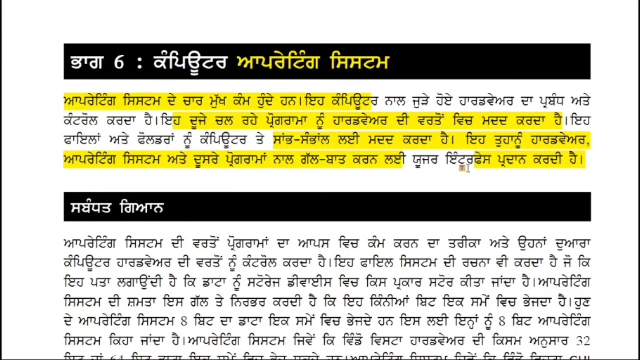 ਭਾਗ 6 : ਕੰਪਿਊਟਰ ਆਪਰੇਟਿੰਗ ਸਿਸਟਮ
ਆਪਰੇਟਿੰਗ ਸਿਸਟਮ ਦੇ ਚਾਰ ਮੁੱਖ ਕੰਮ ਹੁੰਦੇ ਹਨ।ਇਹ ਕੰਪਿਊਟਰ ਨਾਲ ਜੁੜੇ ਹੋਏ ਹਾਰਡਵੇਅਰ ਦਾ ਪ੍ਰਬੰਧ ਅਤੇ
ਕੰਟਰੋਲ ਕਰਦਾ ਹੈ।ਇਹ ਦੂਜੇ ਚਲ ਰਹੇ ਪ੍ਰੋਗਰਾਮਾ ਨੂੰ ਹਾਰਡਵੇਅਰ ਦੀ ਵਰਤੋਂ ਵਿਚ ਮਦਦ ਕਰਦਾ ਹੈ।ਇਹ
ਫਾਇਲਾਂ ਅਤੇ ਫੋਲਡਰਾਂ ਨੂੰ ਕੰਪਿਊਟਰ ਤੇ ਸਾਂਭ-ਸੰਭਾਲ ਲਈ ਮਦਦ ਕਰਦਾ ਹੈ। ਇਹ ਤੁਹਾਨੂੰ ਹਾਰਡਵੇਅਰ,
ਆਪਰੇਟਿੰਗ ਸਿਸਟਮ ਅਤੇ ਦੂਸਰੇ ਪ੍ਰੋਗਰਾਮਾਂ ਨਾਲ ਗੱਲ-ਬਾਤ ਕਰਨ ਲਈ ਯੂਜਰ ਇੰਟਰਫੇਸ ਪ੍ਰਦਾਨ ਕਰਦੀ ਹੈ।
ਸਬੰਧਤ ਗਿਆਨ
ਆਪਰੇਟਿੰਗ ਸਿਸਟਮ ਦੀ ਵਰਤੋਂ ਪ੍ਰੋਗਰਾਮਾਂ ਦਾ ਆਪਸ ਵਿਚ ਕੰਮ ਕਰਨ ਦਾ ਤਰੀਕਾ ਅਤੇ ਉਹਨਾਂ ਦੁਆਰਾ
ਕੰਪਿਊਟਰ ਹਾਰਡਵੇਅਰ ਦੀ ਵਰਤੋਂ ਨੂੰ ਕੰਟਰੋਲ ਕਰਦਾ ਹੈ।ਇਹ ਫਾਇਲ ਸਿਸਟਮ ਦੀ ਰਚਨਾ ਵੀ ਕਰਦਾ ਹੈ ਜੋ ਕਿ
ਇਹ ਪਤਾ ਲਗਾਉਂਦੀ ਹੈ ਕਿ ਡਾਟਾ ਨੂੰ ਸਟੋਰੇਜ ਡੀਵਾਈਸ ਵਿਚ ਕਿਸ ਪ੍ਰਕਾਰ ਸਟੋਰ ਕੀਤਾ ਜਾਂਦਾ ਹੈ।ਆਪਰੇਟਿੰਗ
ਸਿਸਟਮ ਦੀ ਸ਼ਮਤਾ ਇਸ ਗੱਲ ਤੇ ਨਿਰਭਰ ਕਰਦੀ ਹੈ ਕਿ ਇਹ ਕਿੰਨੀਆਂ ਬਿਟ ਇਕ ਸਮੇਂ ਵਿਚ ਭੇਜਦਾ ਹੈ।ਹੁਣ
ਦੇ ਆਪਰੇਟਿੰਗ ਸਿਸਟਮ 8 ਬਿਟ ਦਾ ਡਾਟਾ ਇਕ ਸਮੇਂ ਵਿਚ ਭੇਜਦੇ ਹਨ ਇਸ ਲਈ ਇਨ੍ਹਾਂ ਨੂੰ 8 ਬਿਟ ਆਪਰੇਟਿੰਗ
ਸਿਸਟਮ ਕਿਹਾ ਜਾਂਦਾ ਹੈ।ਆਪਰੇਟਿੰਗ ਸਿਸਟਮ ਜਿਵੇਂ ਕਿ ਵਿੰਡੋ ਵਿਸਟਾ ਹਾਰਡਵੇਅਰ ਦੀ ਕਿਸਮ ਅਨੁਸਾਰ 32